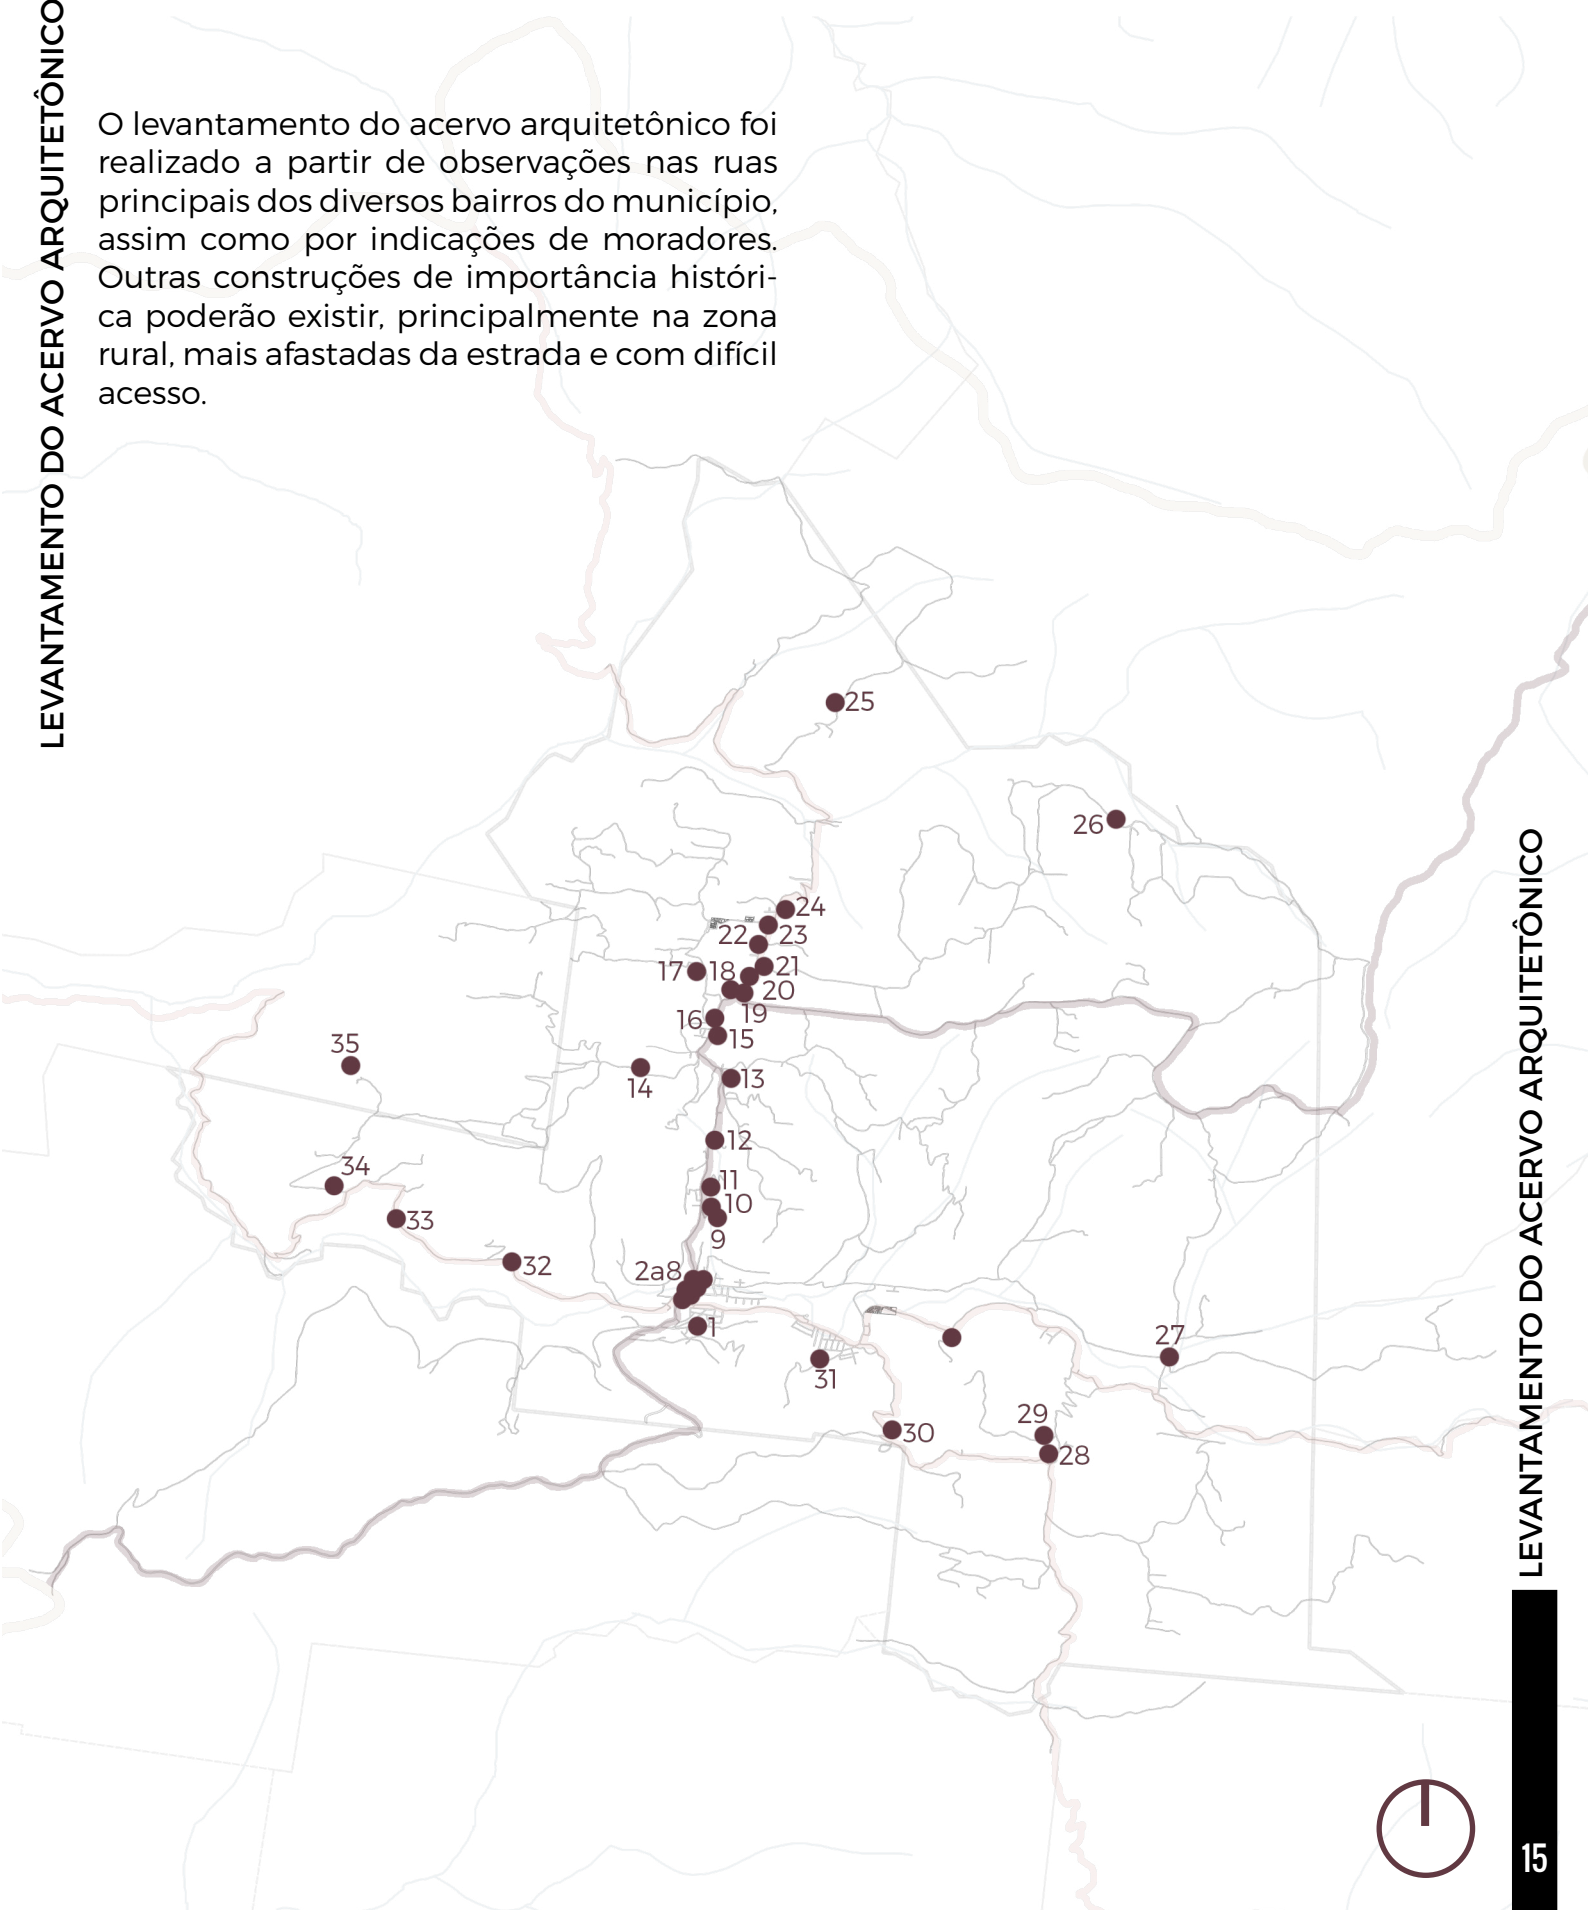 LEVANTAMENTO DO ACERVO ARQUITETÔNICO
O levantamento do acervo arquitetônico foi
realizado a partir de observações nas ruas
principais dos diversos bairros do município,
assim como por indicações de moradores.
Outras construções de importância históri-
ca poderão existir, principalmente na zona
rural, mais afastadas da estrada e com difícil
acesso.
25
26
24
22
23
17
18
21
20
19
16
15
35
14
13
12
34
11
10
33
9
32
2a8
1
27
31
29
30
28
LEVANTAMENTO DO ACERVO ARQUITETÔNICO
15